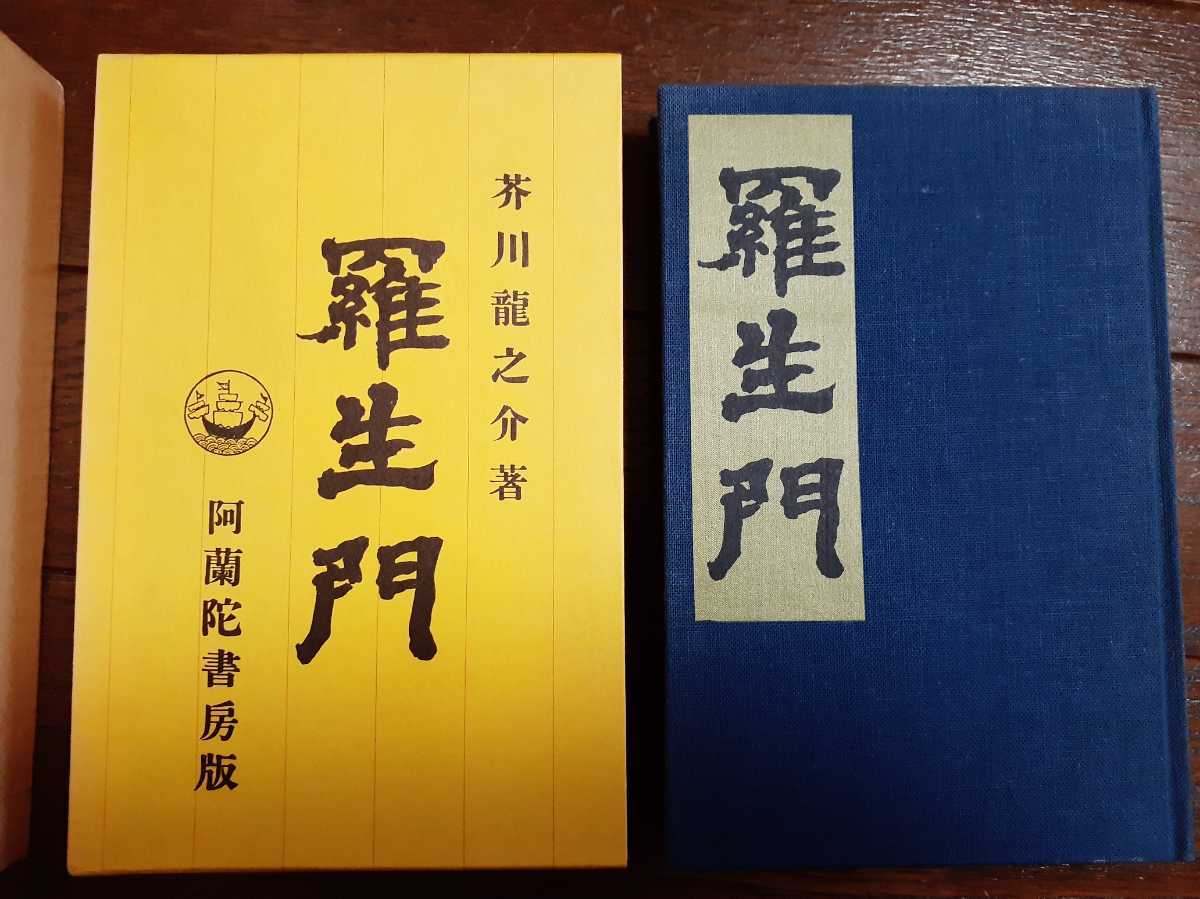 芥川龍之介著
羅生門
阿蘭陀書房版
羅生門